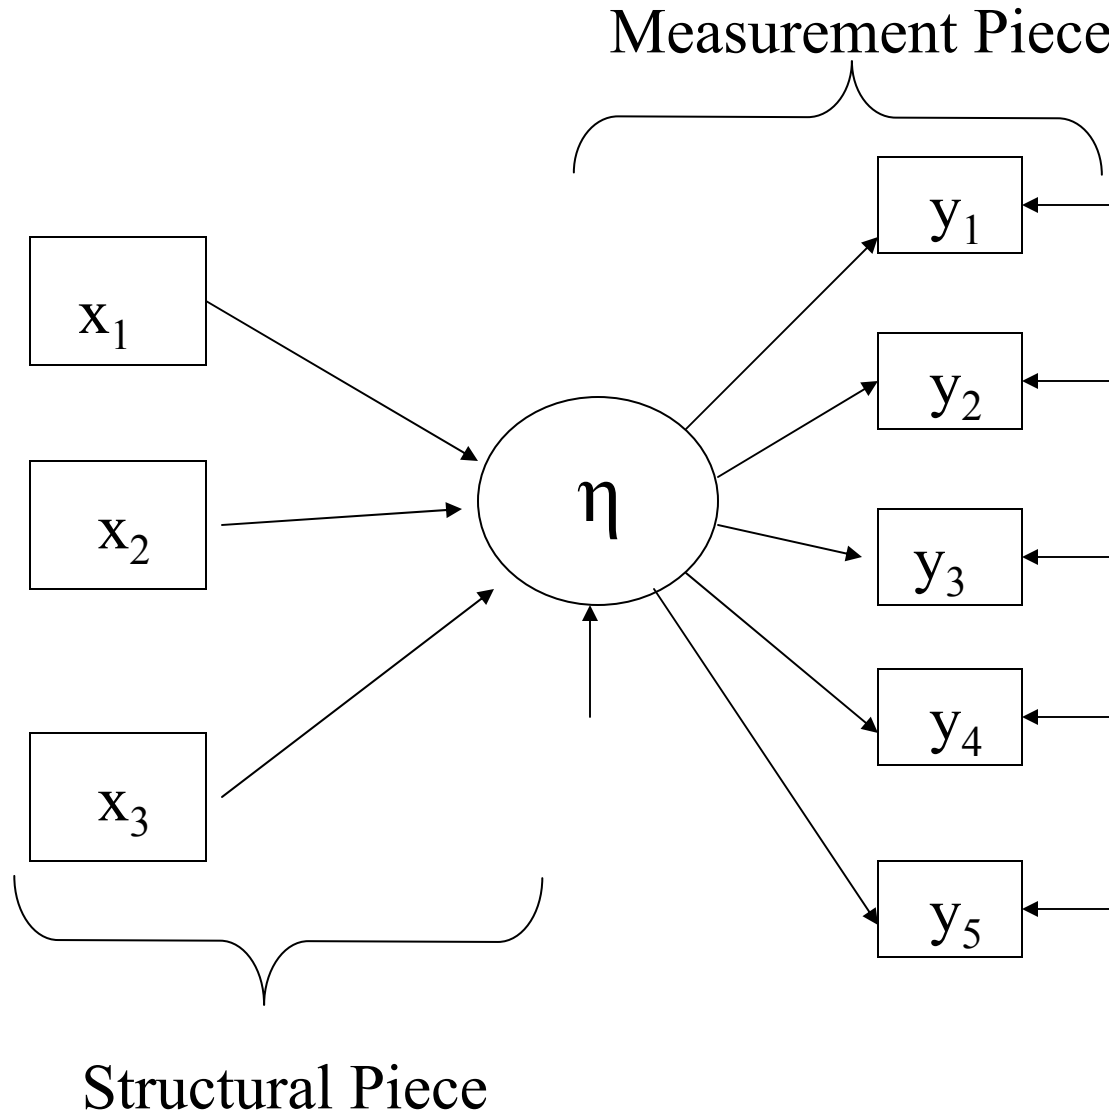 Measurement Piece
y₁
x₁
y₂
η
x₂
y₃
y₄
x₃
y₅
Structural Piece